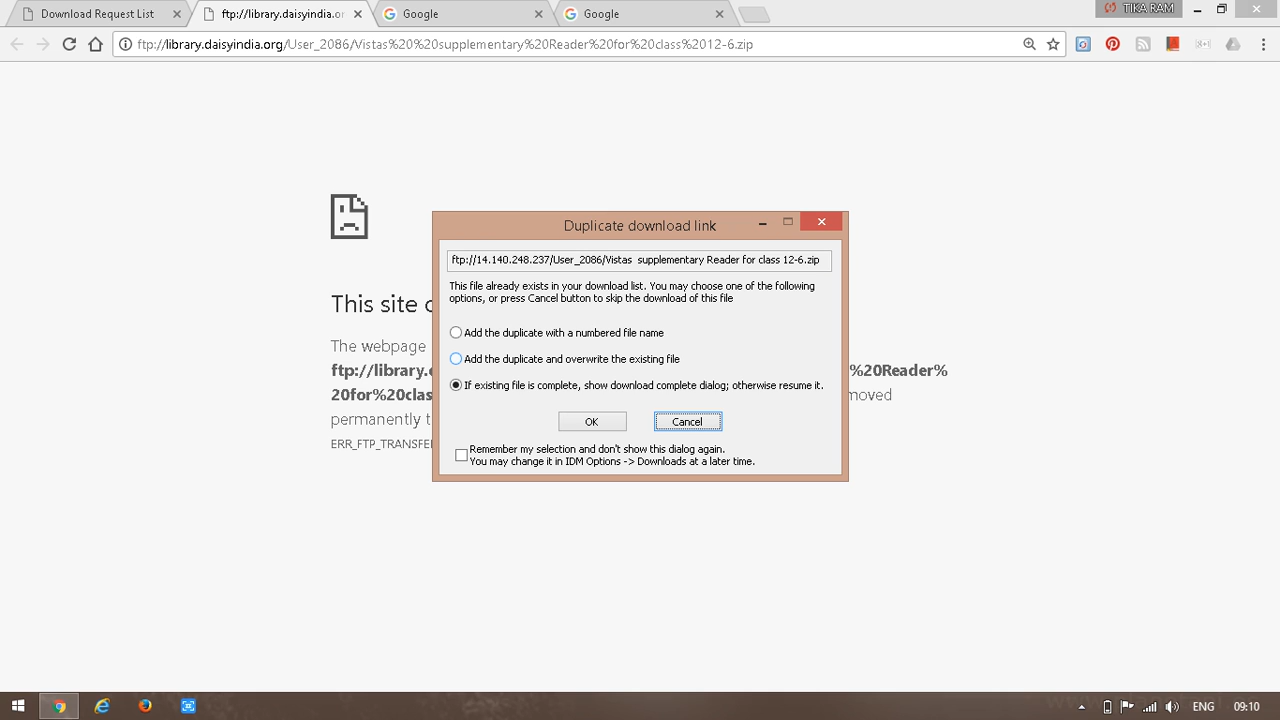 Download Request List
ftp://library.daisyindia.or
Google
Google
TIKA RAM
ftp://library.daisyindia.org/User_2086/Vistas%20%20supplementary%20Reader%20for%20class%2012-6.zip
Duplicate download link
ftp://14.140.248.237/User_2086/Vistas supplementary Reader for class 12-6.zip
This file already exists in your download list. You may choose one of the following
options, or press Cancel button to skip the download of this file
Add the duplicate with a numbered file name
Add the duplicate and overwrite the existing file
If existing file is complete, show download complete dialog; otherwise resume it.
OK
Cancel
Remember my selection and don't show this dialog again.
You may change it in IDM Options -> Downloads at a later time.
This site c
The webpage
ftp://library. %20Reader%
20for%20clas moved
permanently t
ERR_FTP_TRANSFE
ENG
09:10